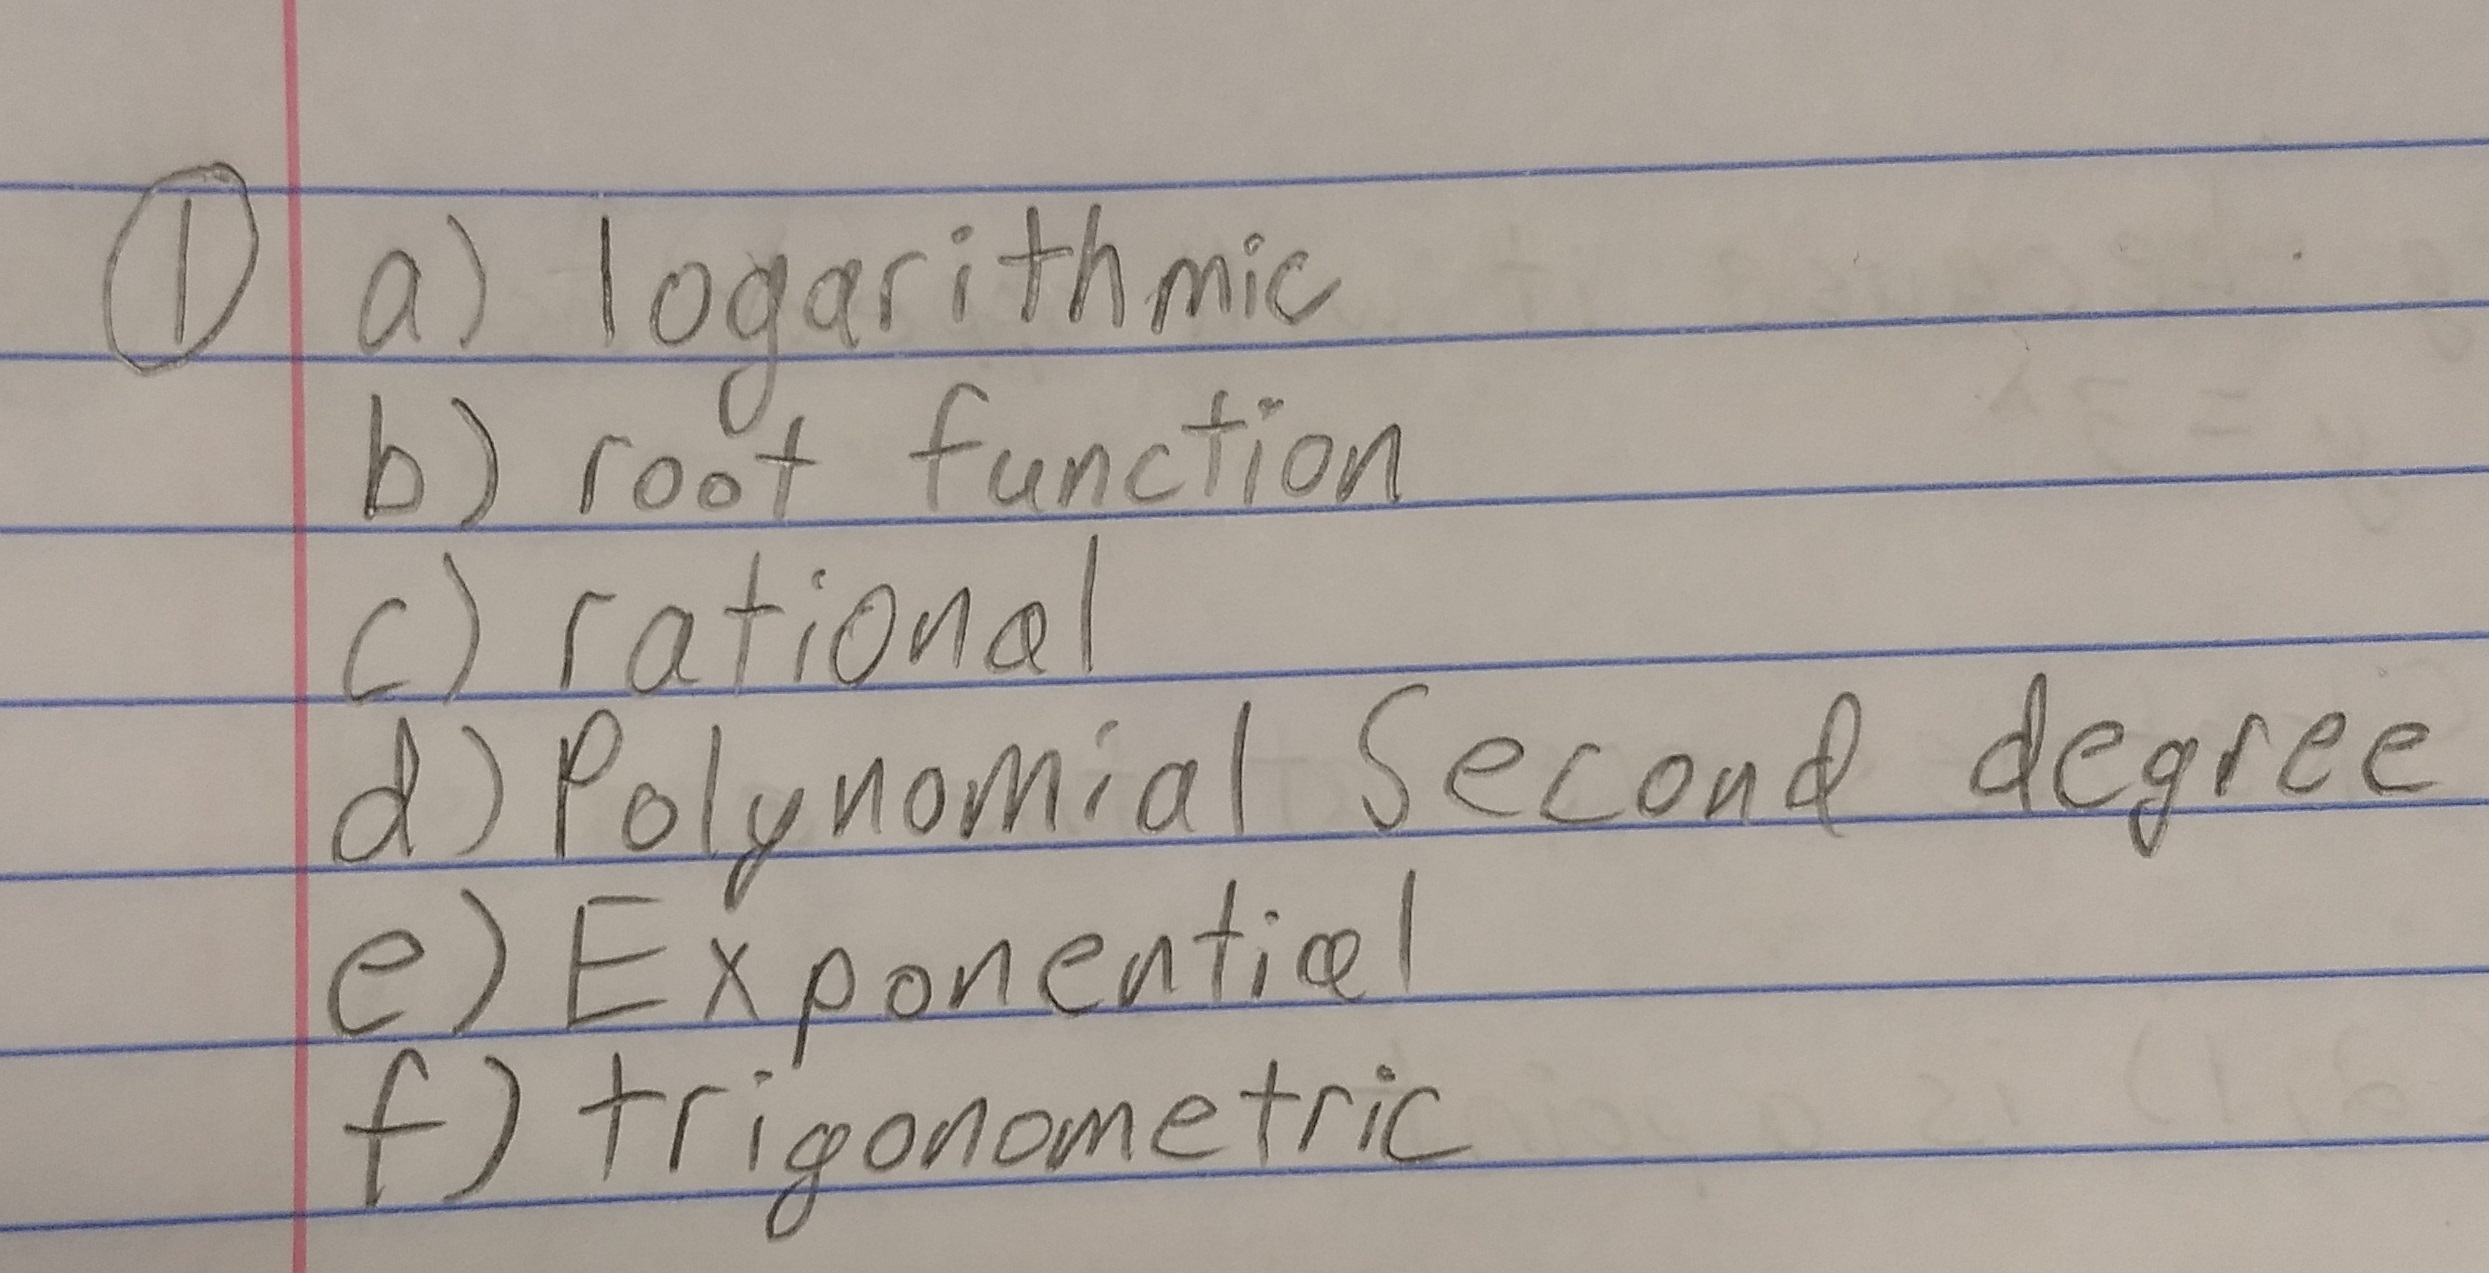 ① a) logarithmic
b) root function
c) rational
d) Polynomial Second degree
e) Exponential
f) trigonometric